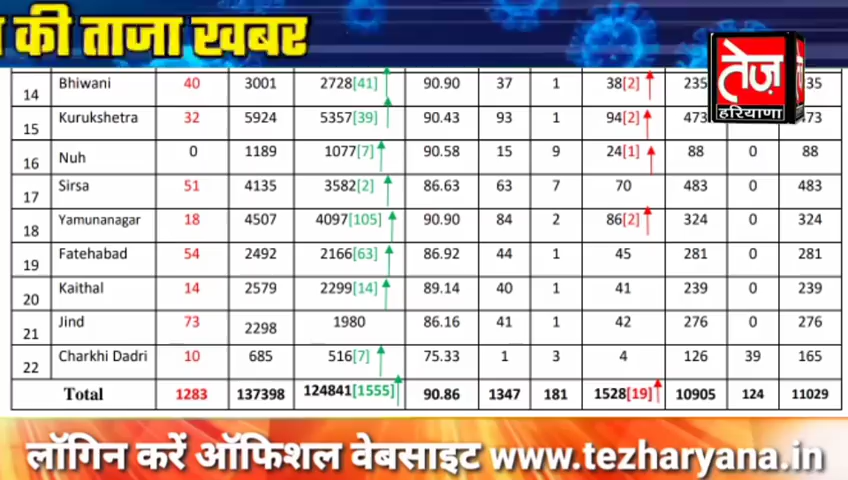 की ताजा खबर
तेज़
हरियाणा
14 Bhiwani 40 3001 2728[41] 90.90 37 1 38[2] 235 35
15 Kurukshetra 32 5924 5357[39] 90.43 93 1 94[2] 473 473
16 Nuh 0 1189 1077[7] 90.58 15 9 24[1] 88 0 88
17 Sirsa 51 4135 3582[2] 86.63 63 7 70 483 0 483
18 Yamunanagar 18 4507 4097[105] 90.90 84 2 86[2] 324 0 324
19 Fatehabad 54 2492 2166[63] 86.92 44 1 45 281 0 281
20 Kaithal 14 2579 2299[14] 89.14 40 1 41 239 0 239
21 Jind 73 2298 1980 86.16 41 1 42 276 0 276
22 Charkhi Dadri 10 685 516[7] 75.33 1 3 4 126 39 165
Total 1283 137398 124841[1555] 90.86 1347 181 1528[19] 10905 124 11029
लॉगिन करें ऑफिशल वेबसाइट www.tezharyana.in